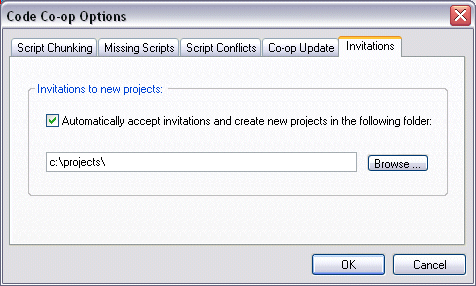 Code Co-op Options
Script Chunking Missing Scripts Script Conflicts Co-op Update Invitations
Invitations to new projects:
Automatically accept invitations and create new projects in the following folder:
c:\projects\ Browse ...
OK Cancel